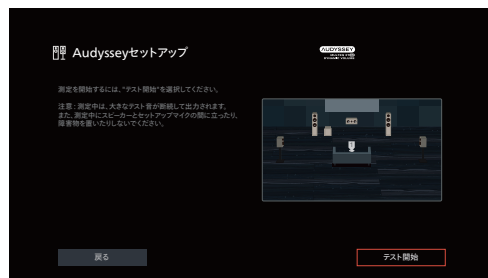 Audysseyセットアップ
AUDYSSEY
測定を開始するには、"テスト開始"を選択してください。
注意：測定中は、大きなテスト音が断続して出力されます。
また、測定中にスピーカーとセットアップマイクの間に立ったり、
障害物を置いたりしないでください。
戻る
テスト開始